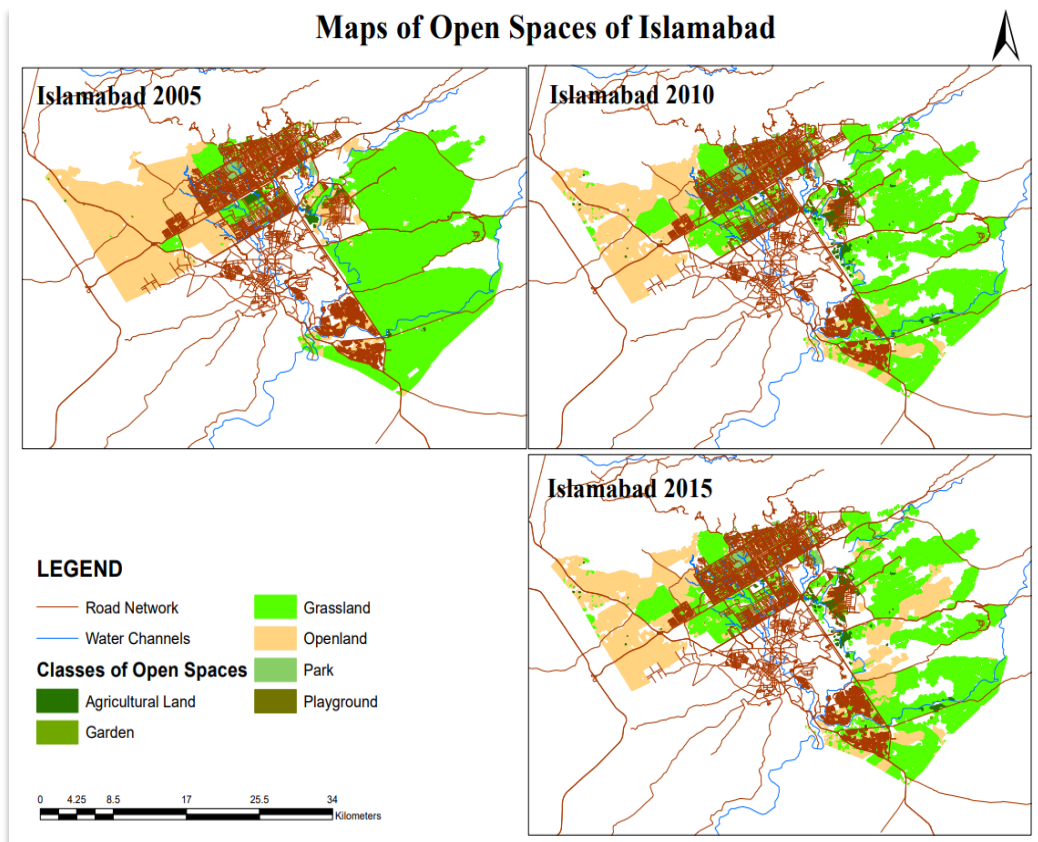 Maps of Open Spaces of Islamabad
Islamabad 2005
Islamabad 2010
Islamabad 2015
LEGEND
Road Network
Water Channels
Classes of Open Spaces
Agricultural Land
Garden
Grassland
Openland
Park
Playground
0 4.25 8.5 17 25.5 34
Kilometers